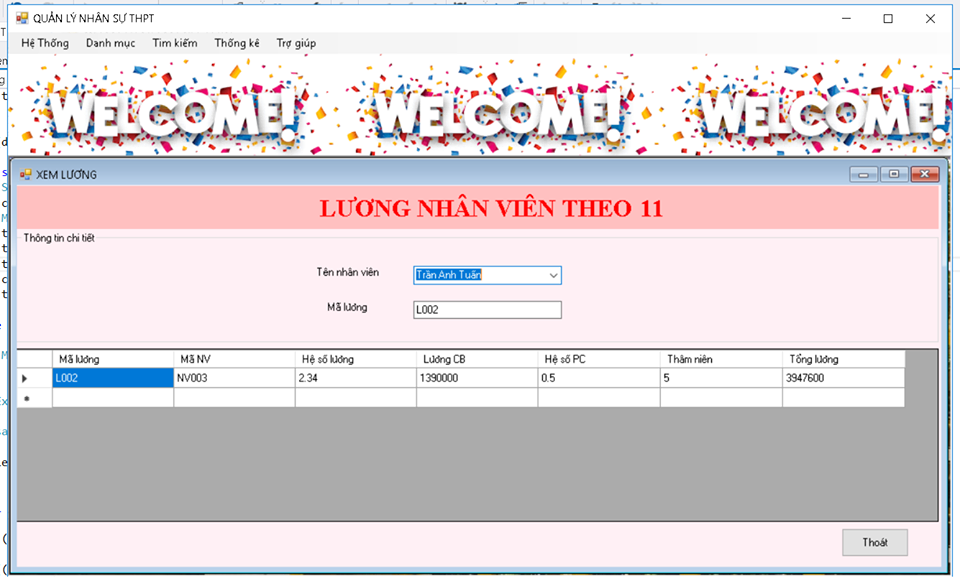 QUẢN LÝ NHÂN SỰ THPT
Hệ Thống Danh mục Tìm kiếm Thống kê Trợ giúp
WELCOME! WELCOME! WELCOME!
XEM LƯƠNG
LƯƠNG NHÂN VIÊN THEO 11
Thông tin chi tiết
Tên nhân viên Trần Anh Tuấn
Mã lương L002
Mã lương Mã NV Hệ số lương Lương CB Hệ số PC Thâm niên Tổng lương
L002 NV003 2.34 1390000 0.5 5 3947600
Thoát